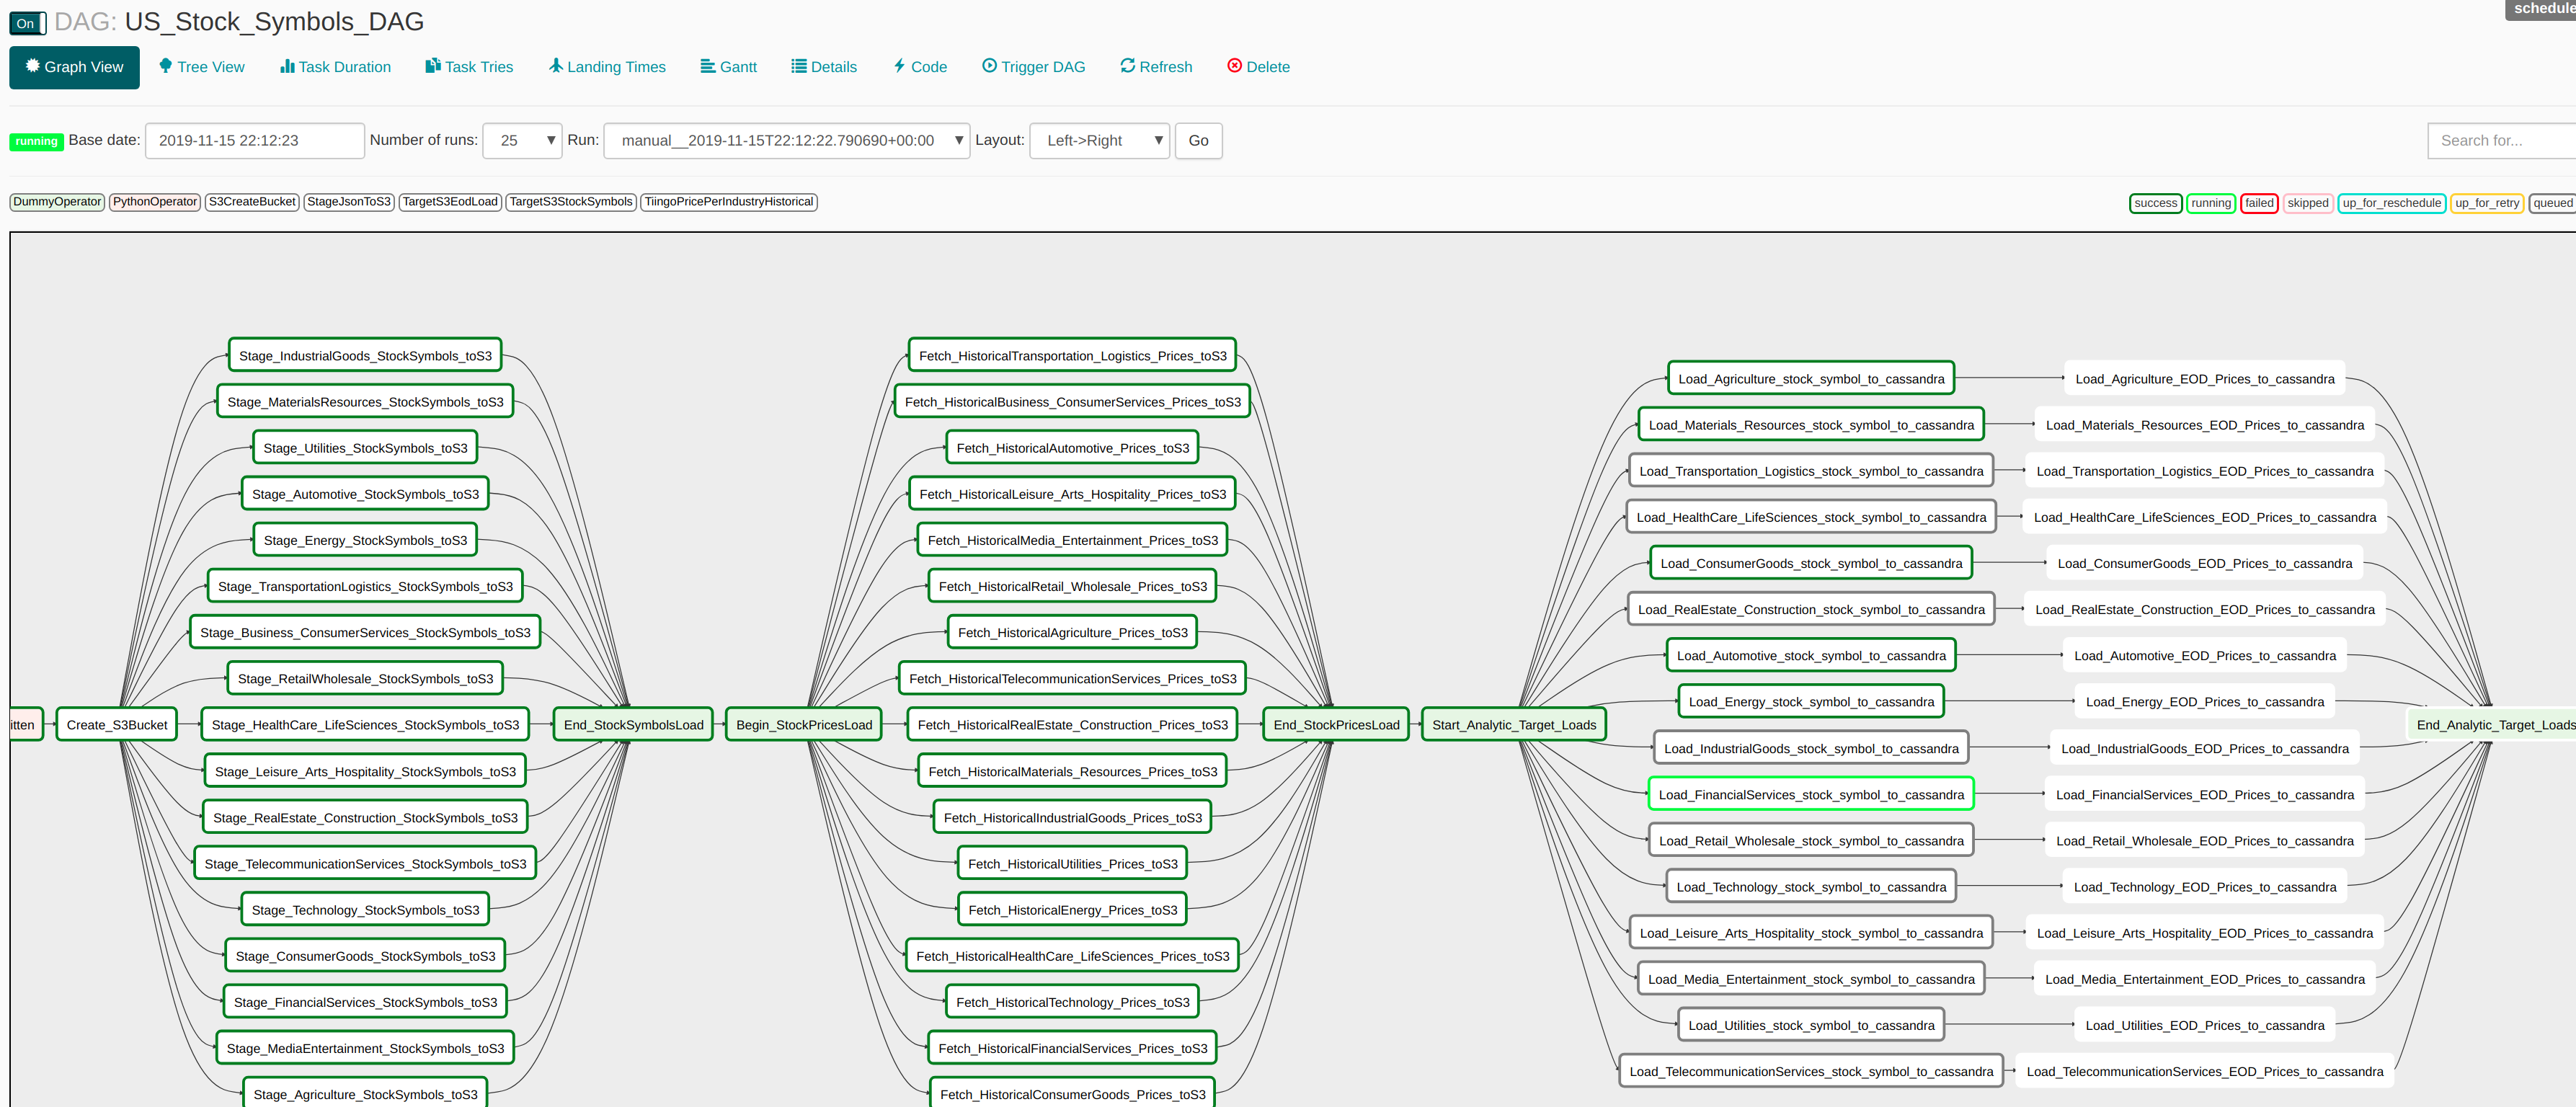 On DAG: US_Stock_Symbols_DAG
schedule
Graph View Tree View Task Duration Task Tries Landing Times Gantt Details Code Trigger DAG Refresh Delete
running Base date: 2019-11-15 22:12:23 Number of runs: 25 Run: manual__2019-11-15T22:12:22.790690+00:00 Layout: Left->Right Go Search for...
DummyOperator PythonOperator S3CreateBucket StageJsonToS3 TargetS3EodLoad TargetS3StockSymbols TiingoPricePerIndustryHistorical
success running failed skipped up_for_reschedule up_for_retry queued
itten
Create_S3Bucket
Stage_IndustrialGoods_StockSymbols_toS3
Stage_MaterialsResources_StockSymbols_toS3
Stage_Utilities_StockSymbols_toS3
Stage_Automotive_StockSymbols_toS3
Stage_Energy_StockSymbols_toS3
Stage_TransportationLogistics_StockSymbols_toS3
Stage_Business_ConsumerServices_StockSymbols_toS3
Stage_RetailWholesale_StockSymbols_toS3
Stage_HealthCare_LifeSciences_StockSymbols_toS3
Stage_Leisure_Arts_Hospitality_StockSymbols_toS3
Stage_RealEstate_Construction_StockSymbols_toS3
Stage_TelecommunicationServices_StockSymbols_toS3
Stage_Technology_StockSymbols_toS3
Stage_ConsumerGoods_StockSymbols_toS3
Stage_FinancialServices_StockSymbols_toS3
Stage_MediaEntertainment_StockSymbols_toS3
Stage_Agriculture_StockSymbols_toS3
End_StockSymbolsLoad
Begin_StockPricesLoad
Fetch_HistoricalTransportation_Logistics_Prices_toS3
Fetch_HistoricalBusiness_ConsumerServices_Prices_toS3
Fetch_HistoricalAutomotive_Prices_toS3
Fetch_HistoricalLeisure_Arts_Hospitality_Prices_toS3
Fetch_HistoricalMedia_Entertainment_Prices_toS3
Fetch_HistoricalRetail_Wholesale_Prices_toS3
Fetch_HistoricalAgriculture_Prices_toS3
Fetch_HistoricalTelecommunicationServices_Prices_toS3
Fetch_HistoricalRealEstate_Construction_Prices_toS3
Fetch_HistoricalMaterials_Resources_Prices_toS3
Fetch_HistoricalIndustrialGoods_Prices_toS3
Fetch_HistoricalUtilities_Prices_toS3
Fetch_HistoricalEnergy_Prices_toS3
Fetch_HistoricalHealthCare_LifeSciences_Prices_toS3
Fetch_HistoricalTechnology_Prices_toS3
Fetch_HistoricalFinancialServices_Prices_toS3
Fetch_HistoricalConsumerGoods_Prices_toS3
End_StockPricesLoad
Start_Analytic_Target_Loads
Load_Agriculture_stock_symbol_to_cassandra Load_Agriculture_EOD_Prices_to_cassandra
Load_Materials_Resources_stock_symbol_to_cassandra Load_Materials_Resources_EOD_Prices_to_cassandra
Load_Transportation_Logistics_stock_symbol_to_cassandra Load_Transportation_Logistics_EOD_Prices_to_cassandra
Load_HealthCare_LifeSciences_stock_symbol_to_cassandra Load_HealthCare_LifeSciences_EOD_Prices_to_cassandra
Load_ConsumerGoods_stock_symbol_to_cassandra Load_ConsumerGoods_EOD_Prices_to_cassandra
Load_RealEstate_Construction_stock_symbol_to_cassandra Load_RealEstate_Construction_EOD_Prices_to_cassandra
Load_Automotive_stock_symbol_to_cassandra Load_Automotive_EOD_Prices_to_cassandra
Load_Energy_stock_symbol_to_cassandra Load_Energy_EOD_Prices_to_cassandra
Load_IndustrialGoods_stock_symbol_to_cassandra Load_IndustrialGoods_EOD_Prices_to_cassandra
Load_FinancialServices_stock_symbol_to_cassandra Load_FinancialServices_EOD_Prices_to_cassandra
Load_Retail_Wholesale_stock_symbol_to_cassandra Load_Retail_Wholesale_EOD_Prices_to_cassandra
Load_Technology_stock_symbol_to_cassandra Load_Technology_EOD_Prices_to_cassandra
Load_Leisure_Arts_Hospitality_stock_symbol_to_cassandra Load_Leisure_Arts_Hospitality_EOD_Prices_to_cassandra
Load_Media_Entertainment_stock_symbol_to_cassandra Load_Media_Entertainment_EOD_Prices_to_cassandra
Load_Utilities_stock_symbol_to_cassandra Load_Utilities_EOD_Prices_to_cassandra
Load_TelecommunicationServices_stock_symbol_to_cassandra Load_TelecommunicationServices_EOD_Prices_to_cassandra
End_Analytic_Target_Loads